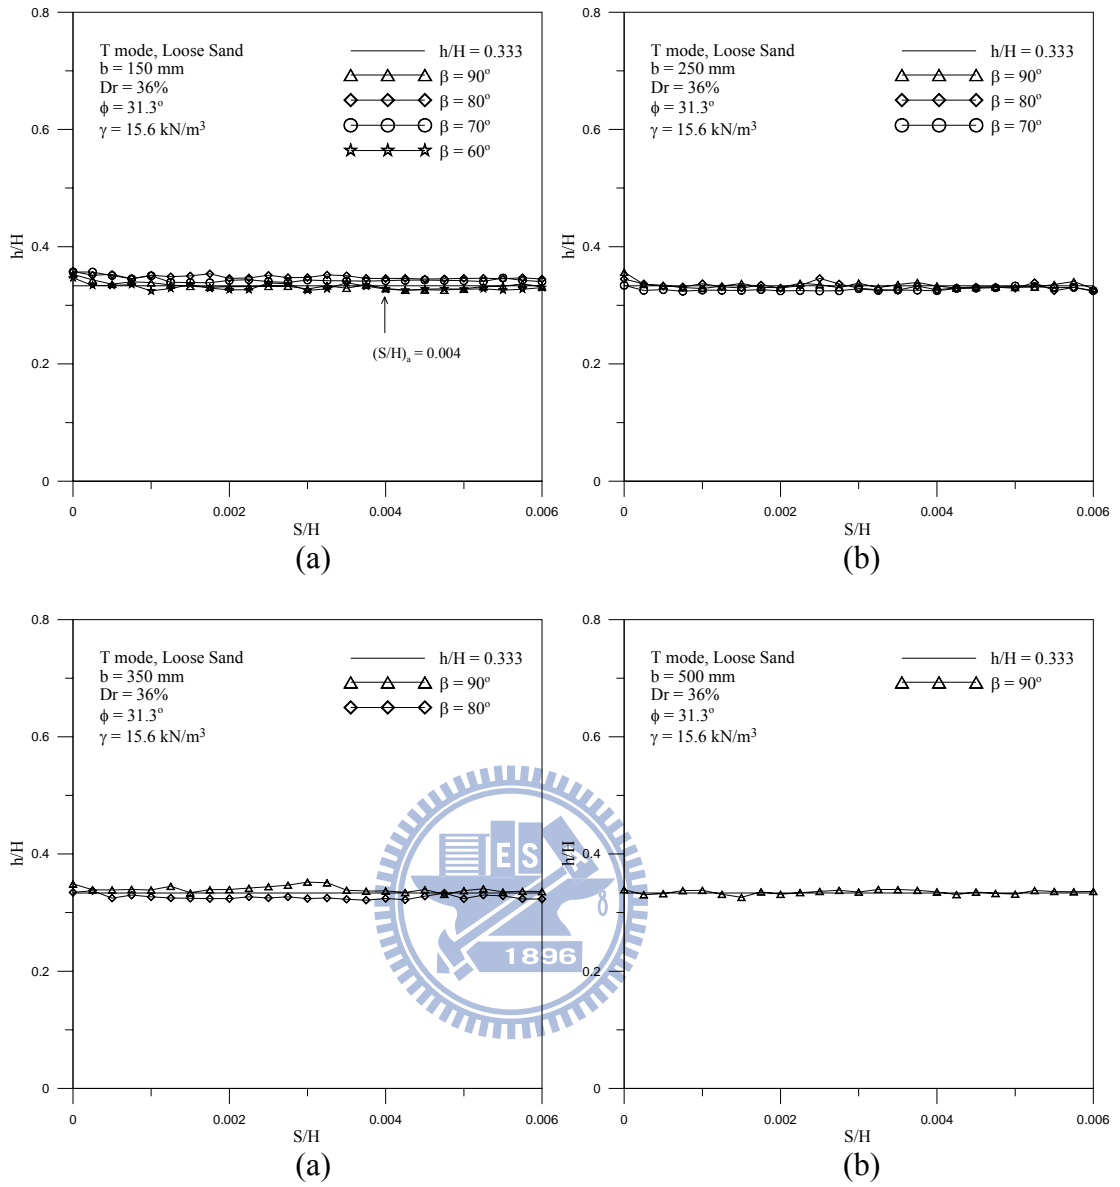 0.8
T mode, Loose Sand
b = 150 mm
Dr = 36%
ϕ = 31.3°
γ = 15.6 kN/m³
h/H = 0.333
β = 90°
β = 80°
β = 70°
β = 60°
0.6
0.4
h/H
(S/H)ₐ = 0.004
0.2
0
0 0.002 0.004 0.006
S/H
(a)
0.8
T mode, Loose Sand
b = 250 mm
Dr = 36%
ϕ = 31.3°
γ = 15.6 kN/m³
h/H = 0.333
β = 90°
β = 80°
β = 70°
0.6
0.4
h/H
0.2
0
0 0.002 0.004 0.006
S/H
(b)
0.8
T mode, Loose Sand
b = 350 mm
Dr = 36%
ϕ = 31.3°
γ = 15.6 kN/m³
h/H = 0.333
β = 90°
β = 80°
0.6
0.4
h/H
0.2
0
0 0.002 0.004 0.006
S/H
(a)
0.8
T mode, Loose Sand
b = 500 mm
Dr = 36%
ϕ = 31.3°
γ = 15.6 kN/m³
h/H = 0.333
β = 90°
0.6
0.4
h/H
0.2
0
0 0.002 0.004 0.006
S/H
(b)
E S
1896